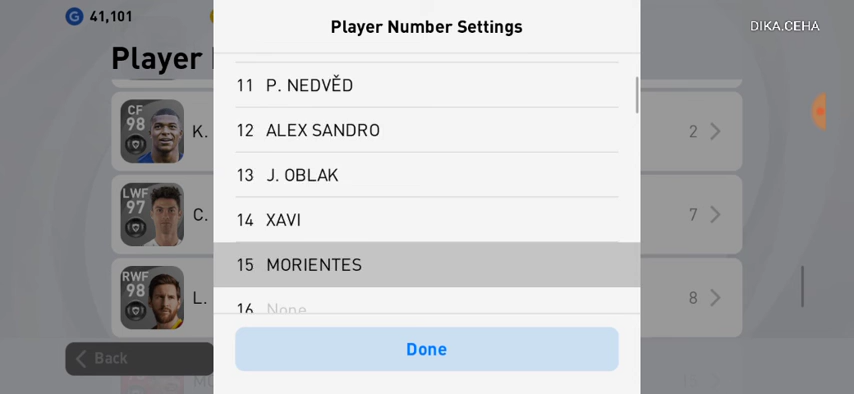 G 41,101
DIKA.CEHA
Player Number Settings
Player
11 P. NEDVĚD
12 ALEX SANDRO
13 J. OBLAK
14 XAVI
15 MORIENTES
16 None
CF
98
K.
2
LWF
97
C.
7
RWF
98
L.
8
Done
Back